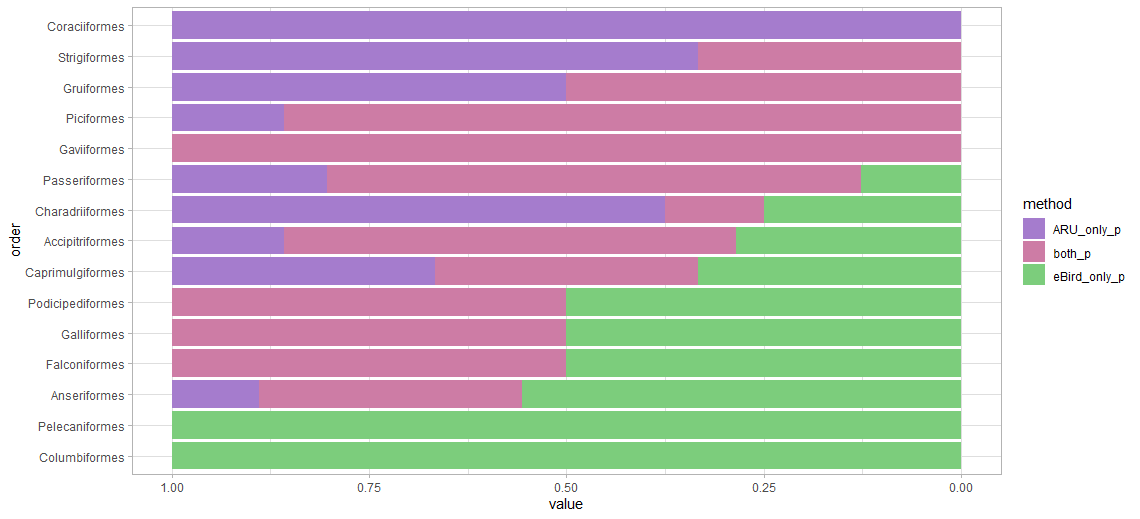 Coraciiformes
Strigiformes
Gruiformes
Piciformes
Gaviiformes
Passeriformes
Charadriiformes
Accipitriformes
Caprimulgiformes
Podicipediformes
Galliformes
Falconiformes
Anseriformes
Pelecaniformes
Columbiformes
order
1.00 0.75 0.50 0.25 0.00
value
method
ARU_only_p
both_p
eBird_only_p